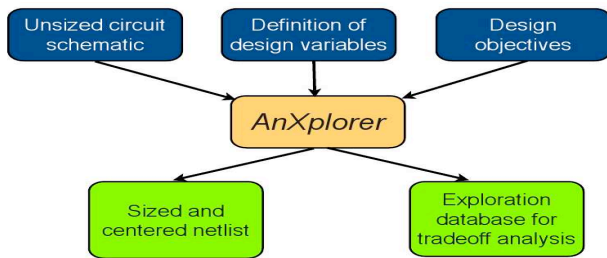 Unsized circuit
schematic
Definition of
design variables
Design
objectives
AnXplorer
Sized and
centered netlist
Exploration
database for
tradeoff analysis